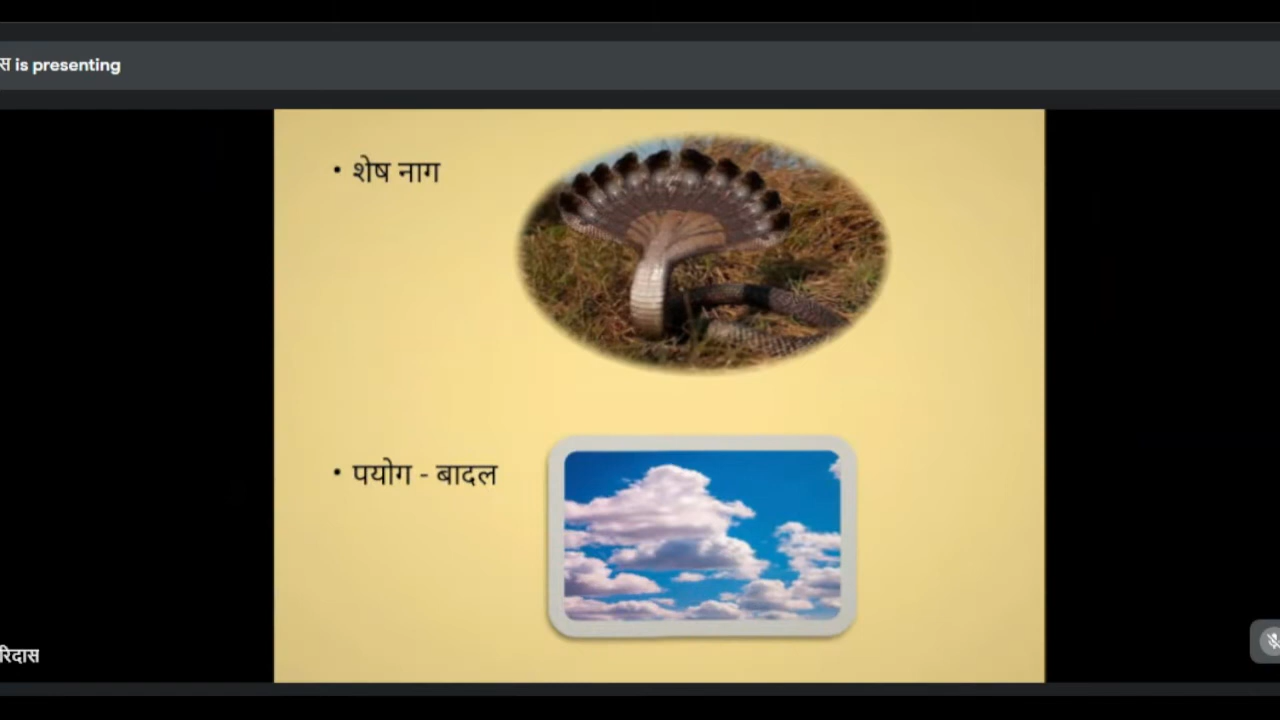 स is presenting
• शेष नाग
• पयोग - बादल
रिदास